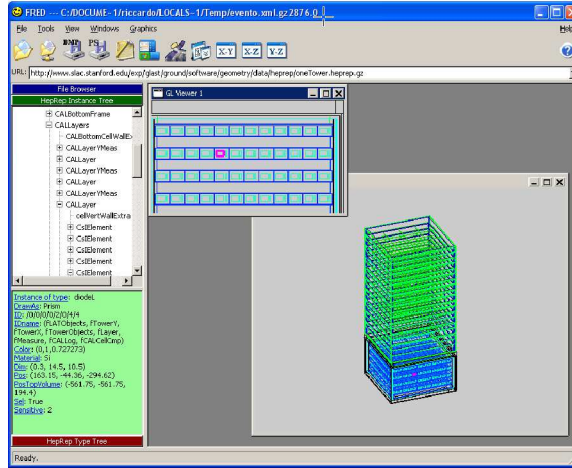 FRED --- C:/DOCUME~1/riccardo/LOCALS~1/Temp/evento.xml.gz 2876,0
File Edit View Windows Graphics Help
BMP PS X-Y X-Z Y-Z
URL: http://www.slac.stanford.edu/exp/glast/ground/software/geometry/data/heprep/oneTower.heprep.gz
File Browser
HepRep Instance Tree
CALBottomFrame
CALLayers
CALBottomCellWallEx
CALLayerYMeas
CALLayer
CALLayerYMeas
CALLayer
CALLayerYMeas
CALLayer
cellVertWallExtra
CsIElement
CsIElement
CsIElement
CsIElement
GL Viewer 1
Instance of type: diodeL
DrawAs: Prism
ID: /0/0/0/0/2/0/4/4
IDname: (fLATObjects, fTowerY,
fTowerX, fTowerObjects, fLayer,
fMeasure, fCALLog, fCALCellCmp)
Color: (0,1,0.727273)
Material: Si
Dim: (0.3, 14.5, 10.5)
Pos: (163.15, -44.36, -294.62)
PosTopVolume: (-561.75, -561.75,
194.4)
Sel: True
Sensitive: 2
HepRep Type Tree
Ready.